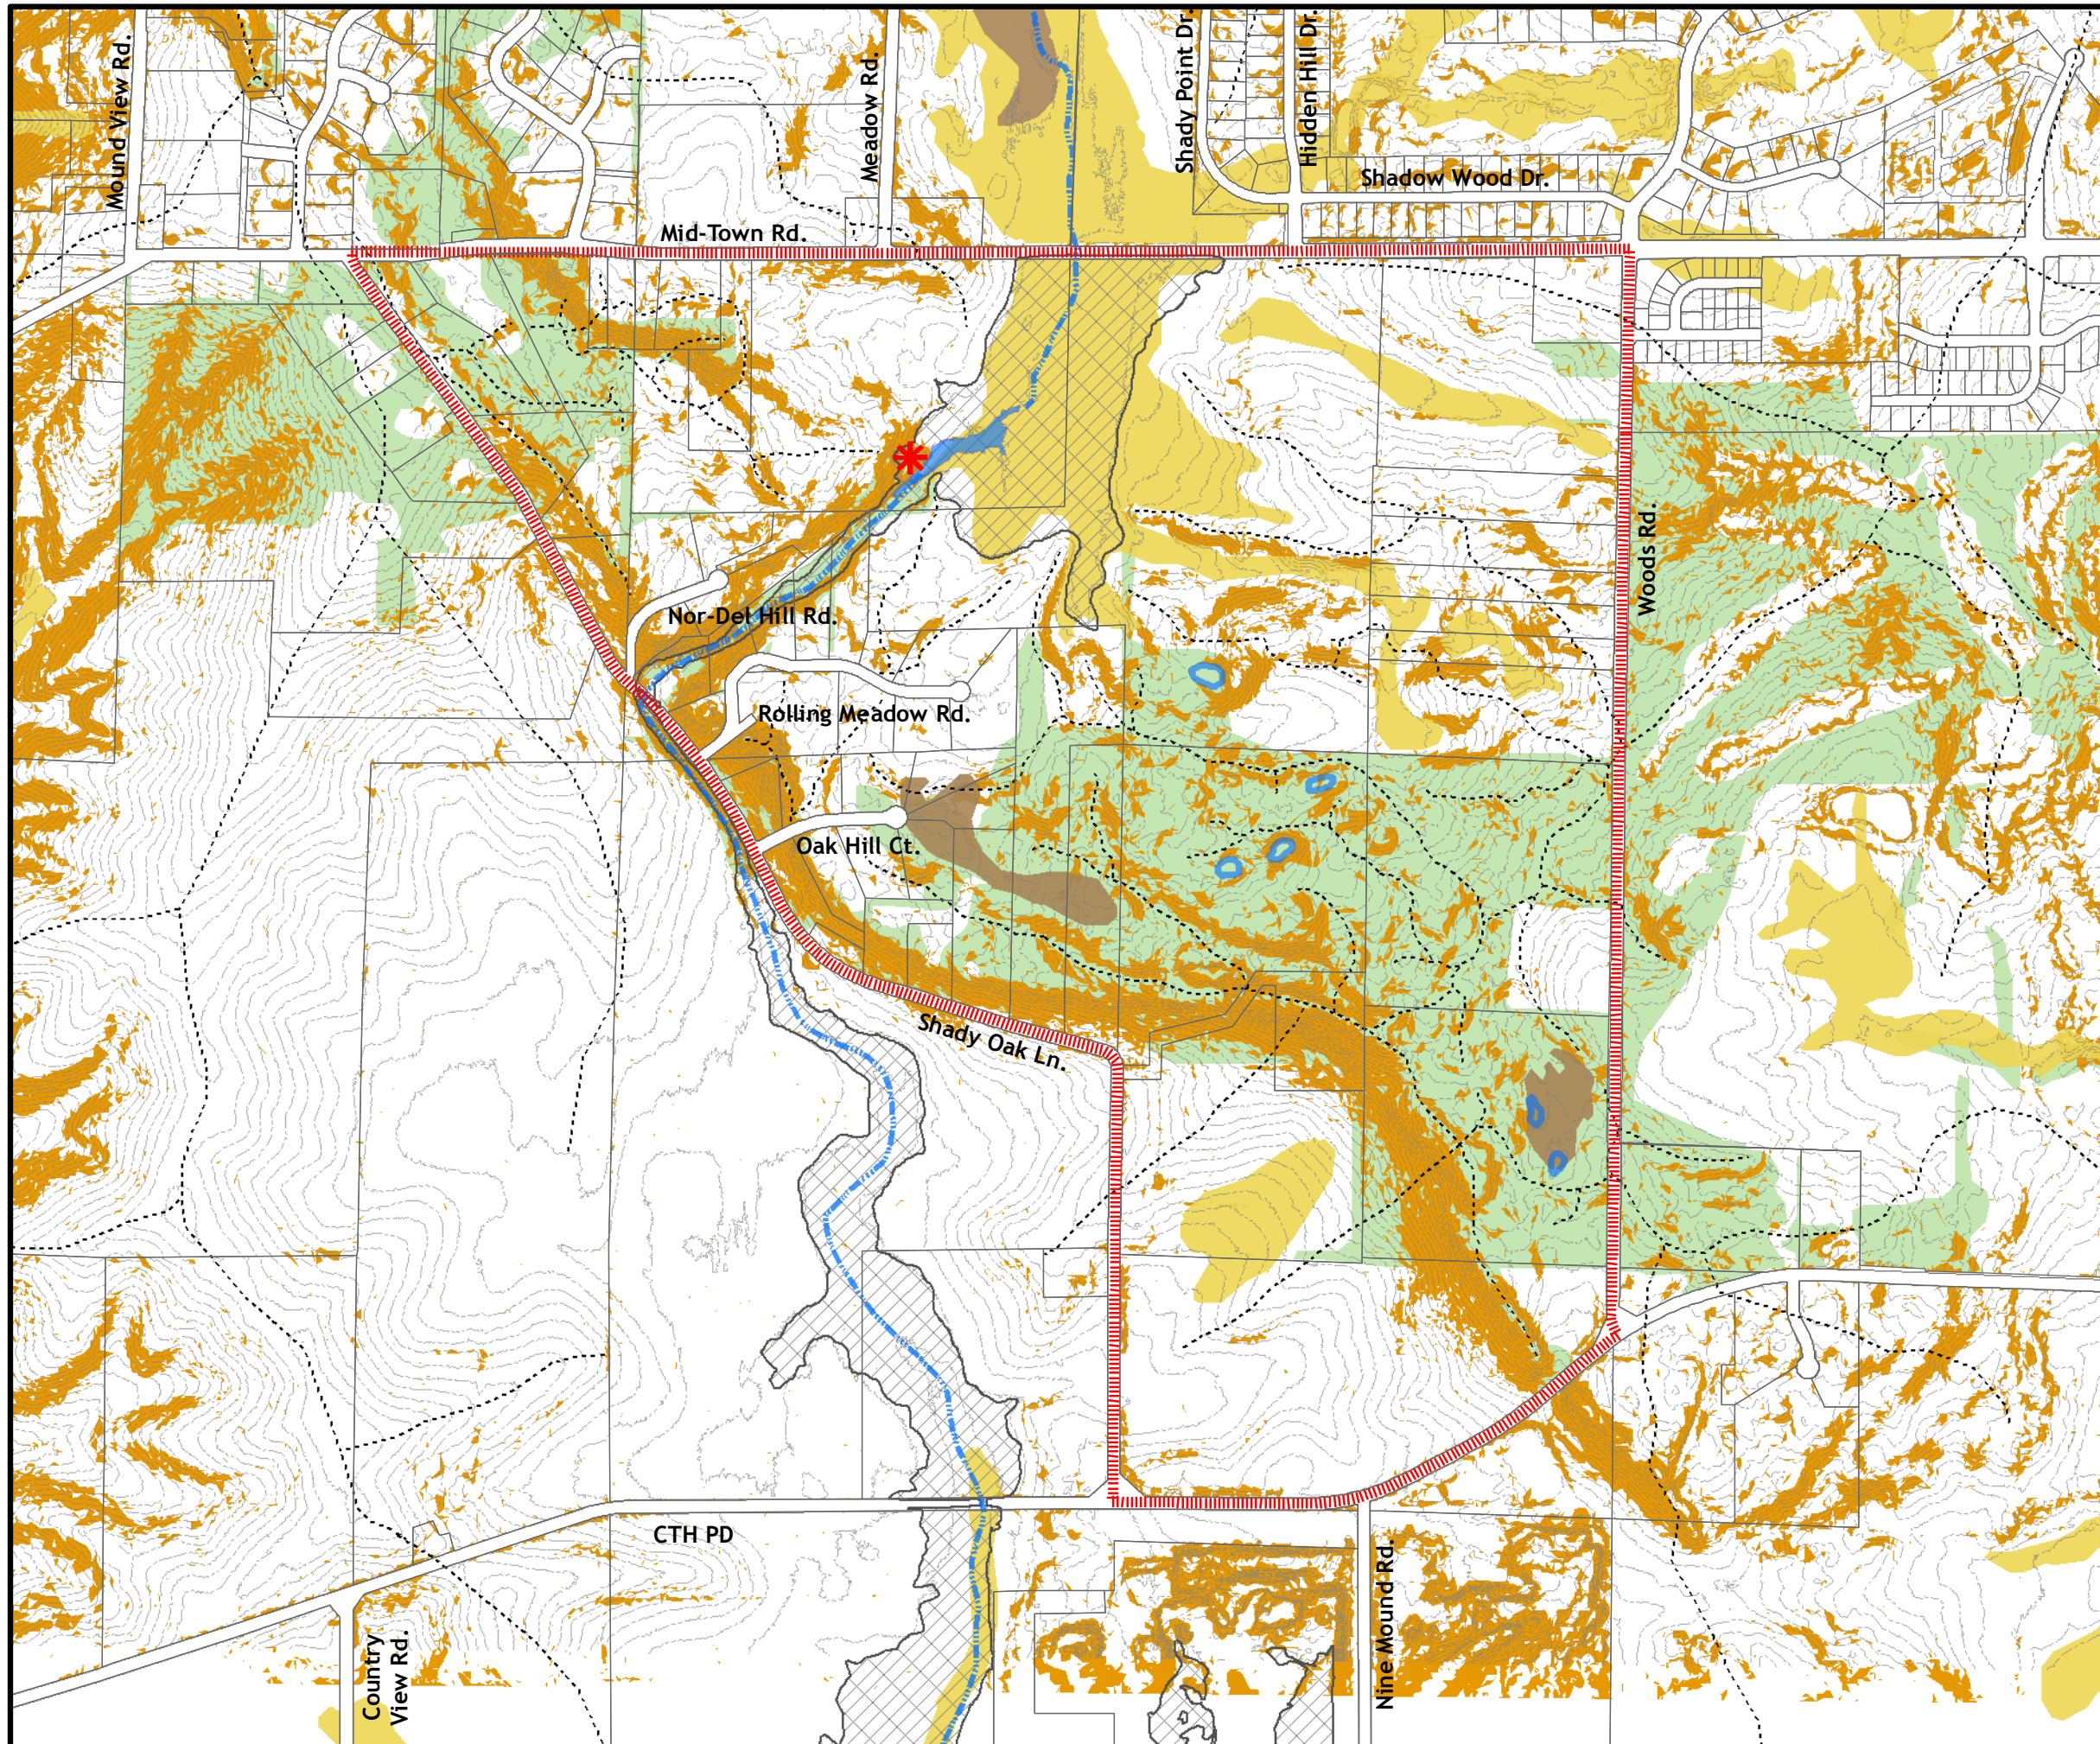 Mound View Rd.
Meadow Rd.
Shady Point Dr.
Hidden Hill Dr.
Shadow Wood Dr.
Mid-Town Rd.
Woods Rd.
Nor-Del Hill Rd.
Rolling Meadow Rd.
Oak Hill Ct.
Shady Oak Ln.
CTH PD
Country
View Rd.
Nine Mound Rd.